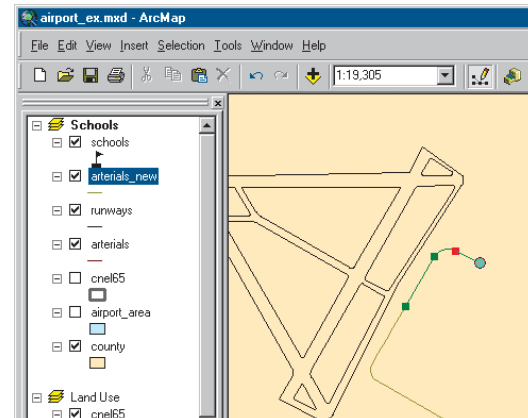 airport_ex.mxd - ArcMap
File Edit View Insert Selection Tools Window Help
1:19,305
Schools
schools
arterials_new
runways
arterials
cnel65
airport_area
county
Land Use
cnel65